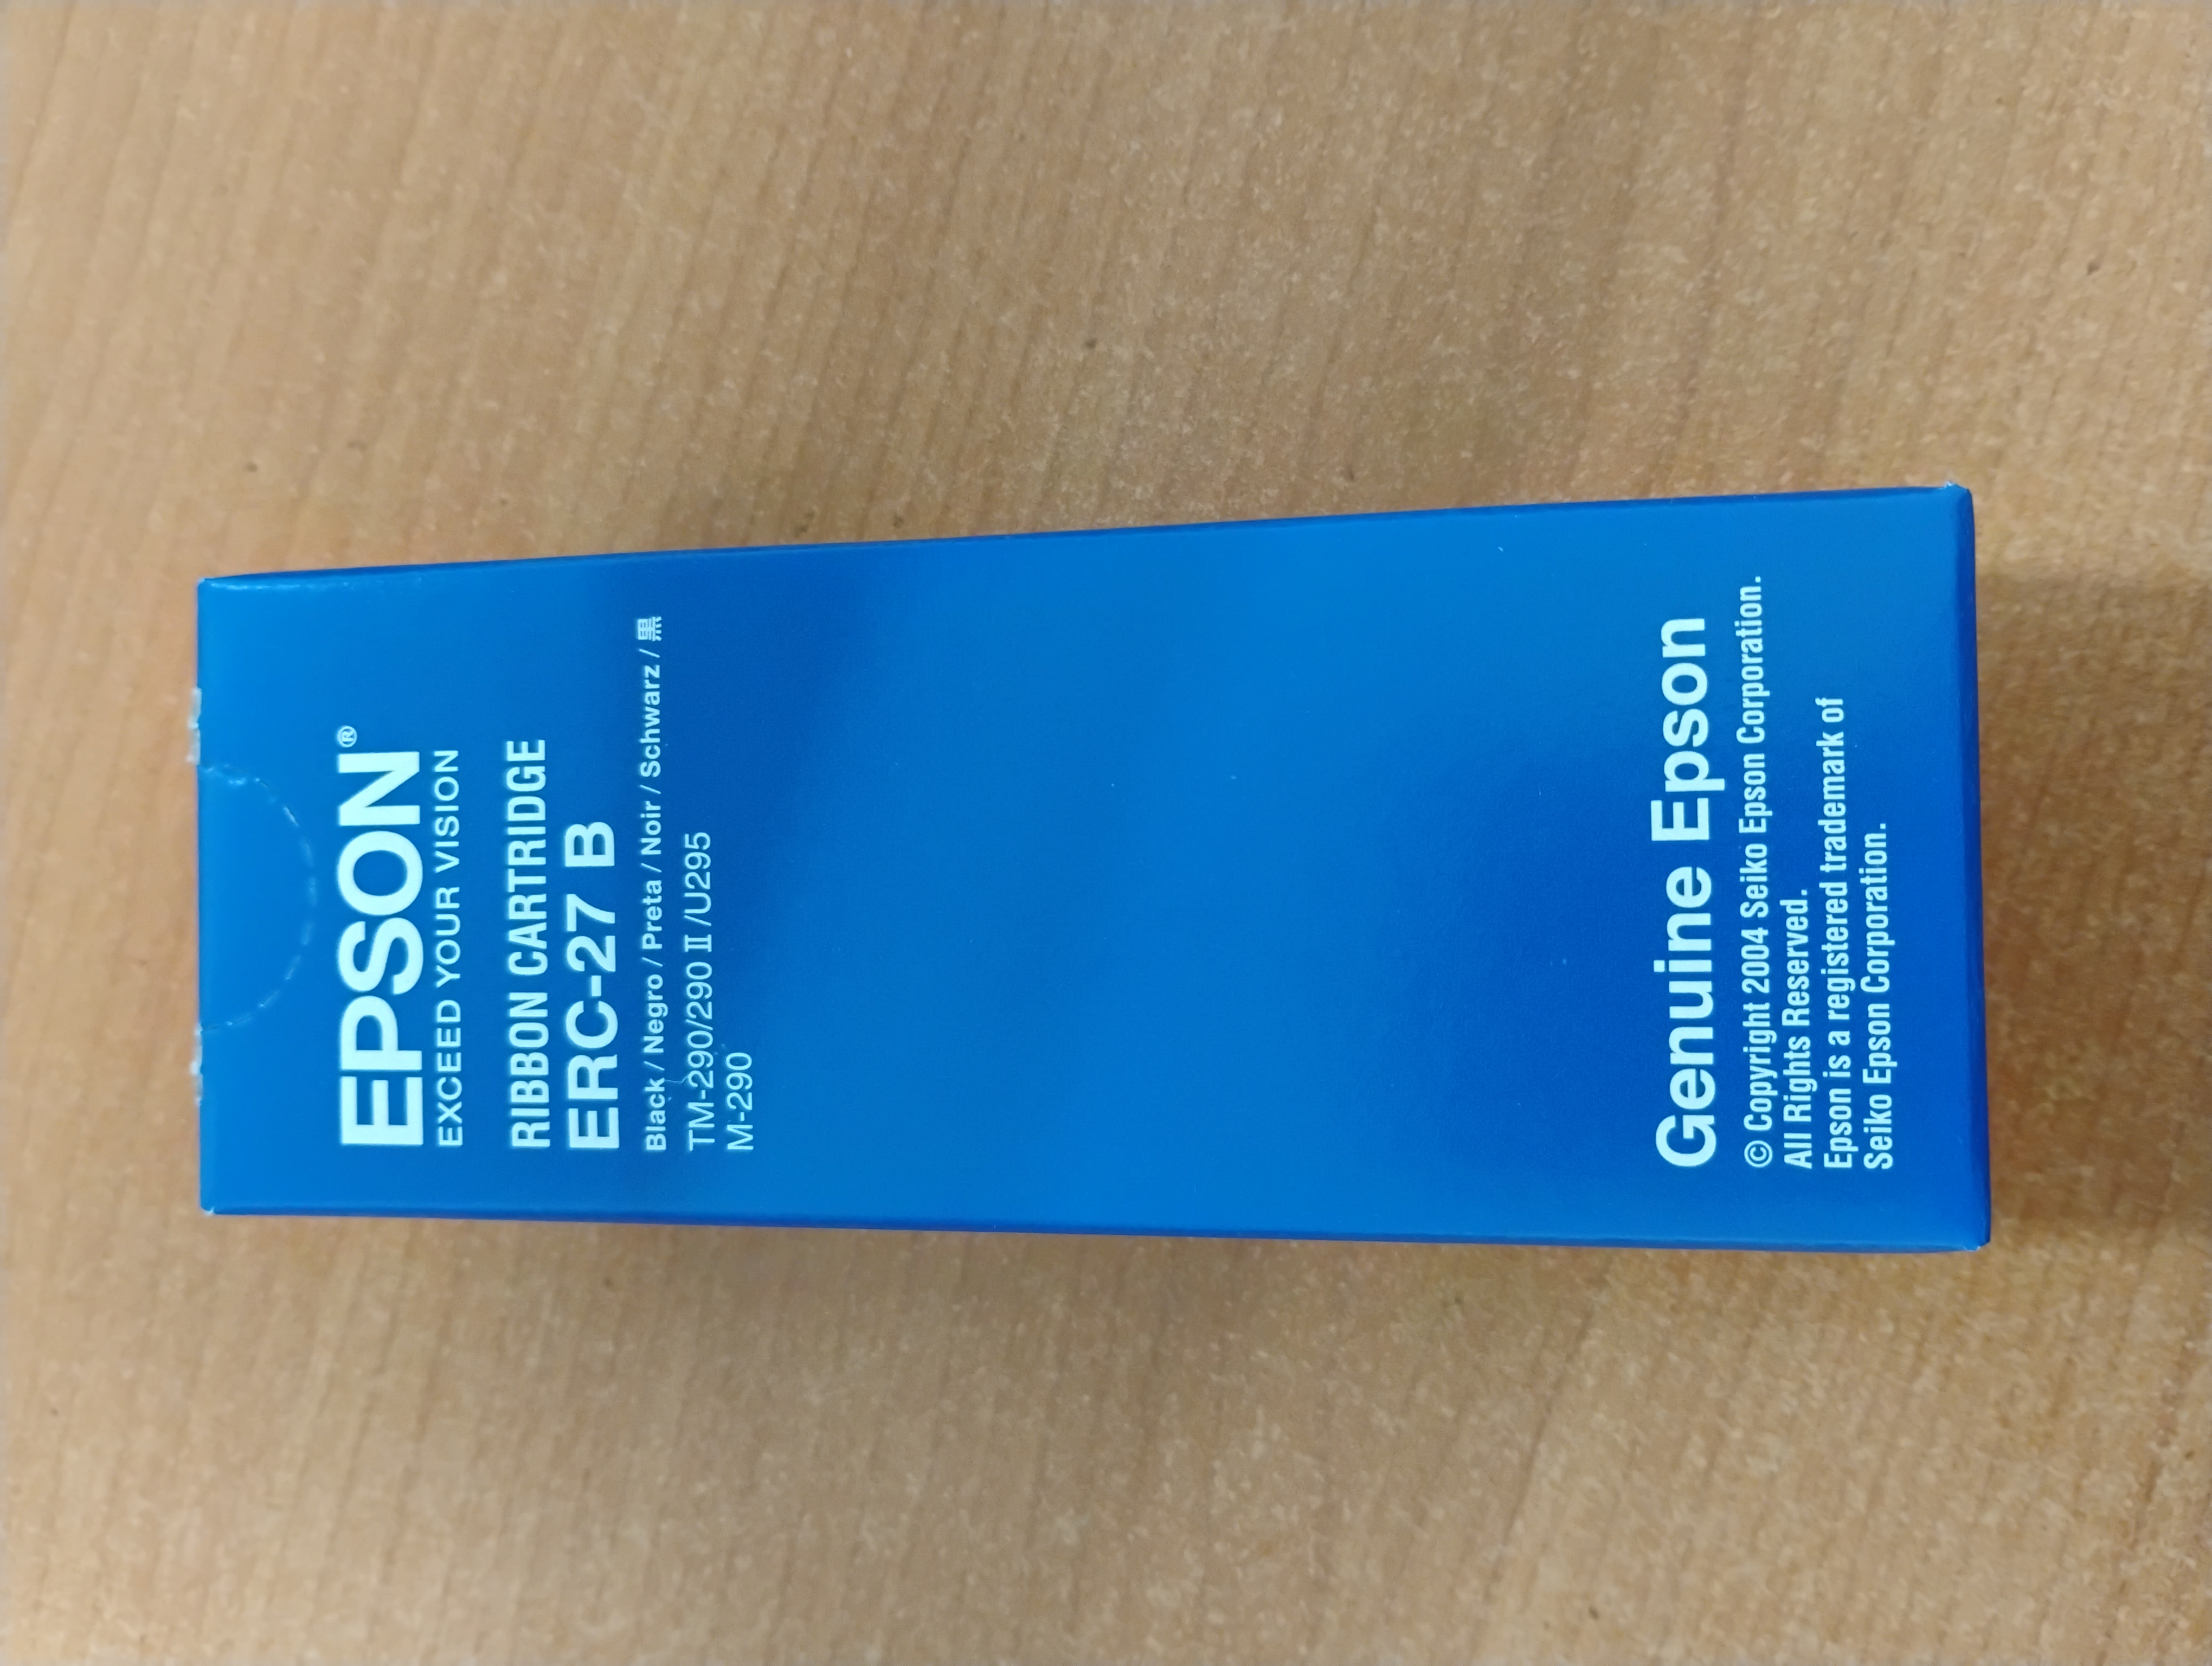 EPSON®
EXCEED YOUR VISION
RIBBON CARTRIDGE
ERC-27 B
Black / Negro / Preta / Noir / Schwarz / 黒
TM-290/290 II /U295
M-290
Genuine Epson
© Copyright 2004 Seiko Epson Corporation.
All Rights Reserved.
Epson is a registered trademark of
Seiko Epson Corporation.